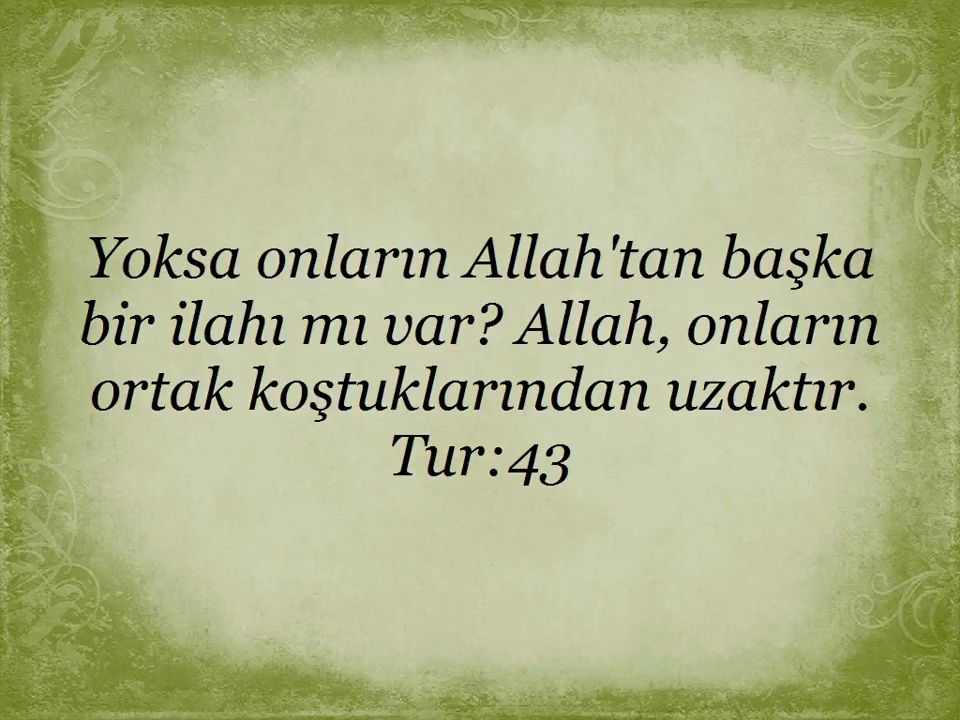 Yoksa onların Allah'tan başka
bir ilahı mı var? Allah, onların
ortak koştuklarından uzaktır.
Tur:43